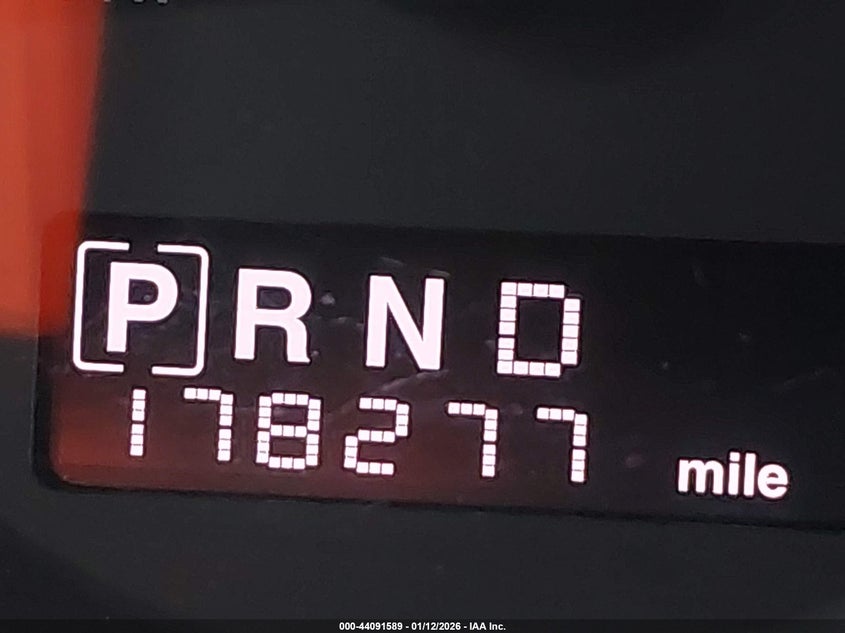 [P] R N D
178277 mile
000-44091589 - 01/12/2026 - IAA Inc.